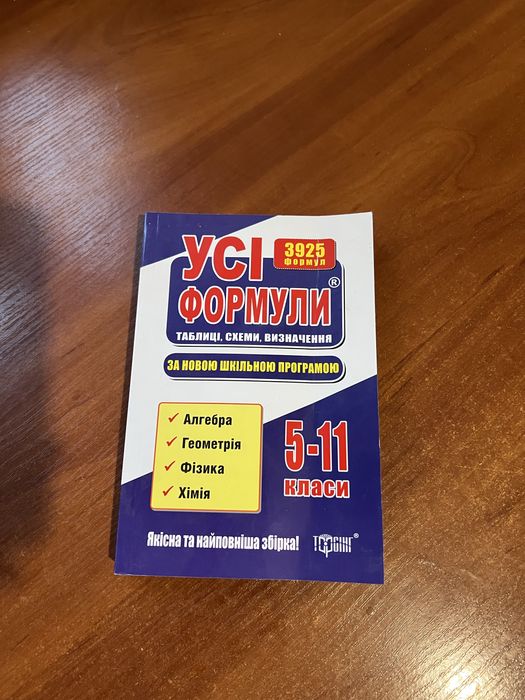 УСІ
3925
формул
ФОРМУЛИ®
ТАБЛИЦІ, СХЕМИ, ВИЗНАЧЕННЯ
ЗА НОВОЮ ШКІЛЬНОЮ ПРОГРАМОЮ
✓ Алгебра
✓ Геометрія
✓ Фізика
✓ Хімія
5-11
класи
Якісна та найповніша збірка!
ТОРСІНГ®